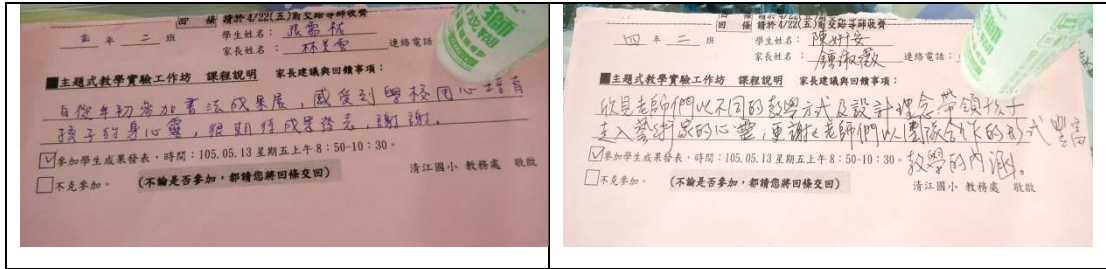 回 條 請於4/22(五)前交給導師收齊
五 年 二 班
學生姓名：張
家長姓名：林美 連絡電話
■主題式教學實驗工作坊 課程說明 家長建議與回饋事項：
自從年初參加書法成果展，感受到學校用心培育
孩子的身心靈，很期待成果發表，謝謝。
☑參加學生成果發表，時間：105.05.13 星期五上午 8：50-10：30。
□不克參加。 (不論是否參加，都請您將回條交回)
清江國小 教務處 敬啟
回 條 請於4/22(五)前交給導師收齊
四 年 二 班
學生姓名：陳 安
家長姓名：鍾淑 連絡電話：
■主題式教學實驗工作坊 課程說明 家長建議與回饋事項：
欣見老師們以不同的教學方式及設計理念帶領孩子
走入藝術家的心靈，更謝謝老師們以團隊合作的形式豐富
教學的內涵。
☑參加學生成果發表，時間：105.05.13 星期五上午 8：50-10：30。
□不克參加。 (不論是否參加，都請您將回條交回)
清江國小 教務處 敬啟